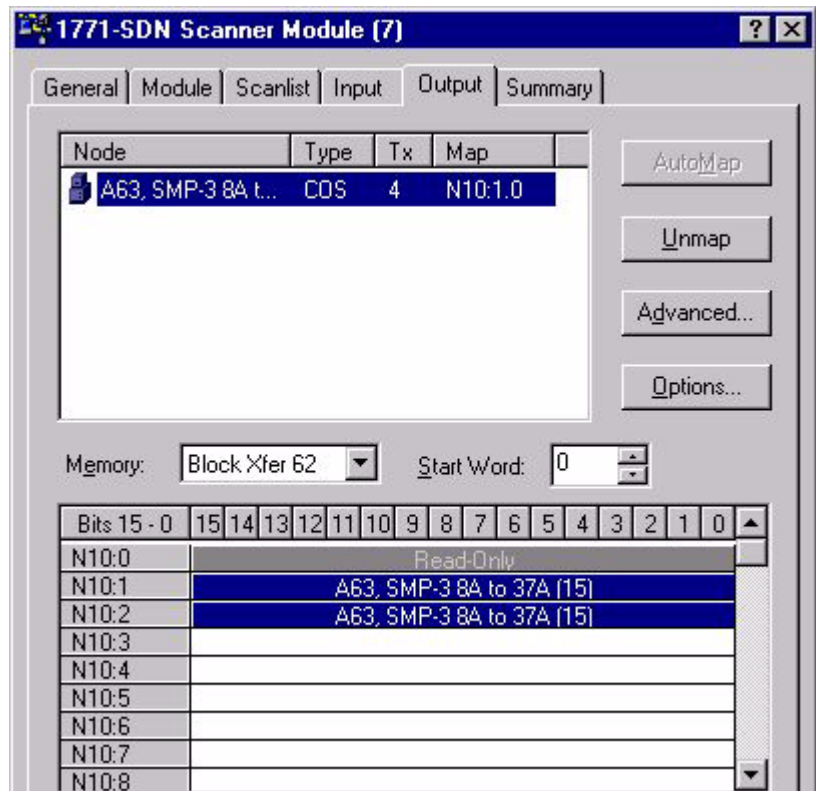 1771-SDN Scanner Module (7)
General Module Scanlist Input Output Summary
Node Type Tx Map
A63, SMP-3 8A t... COS 4 N10:1.0
AutoMap
Unmap
Advanced...
Options...
Memory: Block Xfer 62 Start Word: 0
Bits 15 - 0 15 14 13 12 11 10 9 8 7 6 5 4 3 2 1 0
N10:0 Read-Only
N10:1 A63, SMP-3 8A to 37A (15)
N10:2 A63, SMP-3 8A to 37A (15)
N10:3
N10:4
N10:5
N10:6
N10:7
N10:8